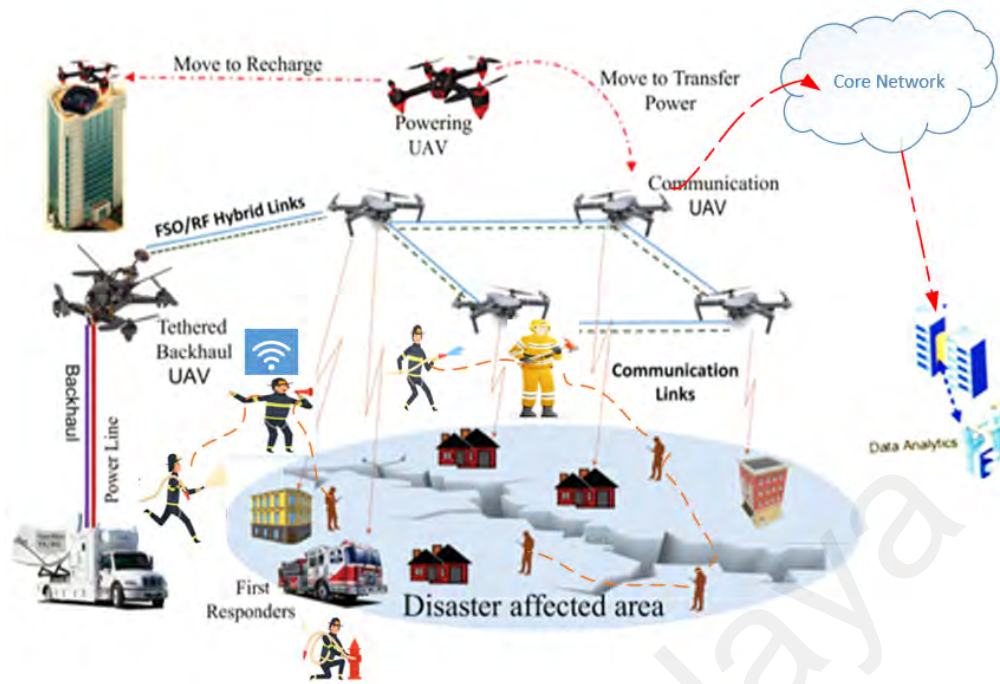 Move to Recharge
Move to Transfer
Power
Core Network
Powering
UAV
Communication
UAV
FSO/RF Hybrid Links
Tethered
Backhaul
UAV
Backhaul
Power Line
Communication
Links
Data Analytics
First
Responders
Disaster affected area
laya